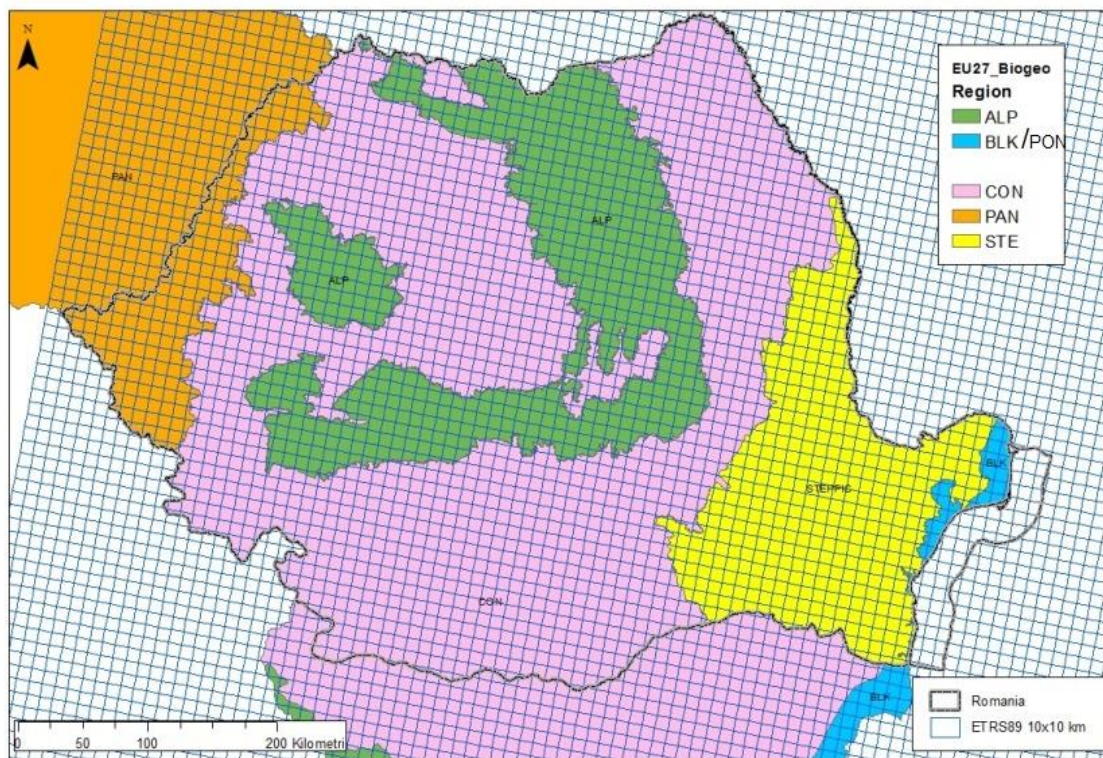 N
EU27_Biogeo
Region
ALP
BLK/PON
CON
PAN
STE
PAN
ALP
ALP
BLK
STEPPIC
CON
BLK
0 50 100 200 Kilometri
Romania
ETRS89 10x10 km